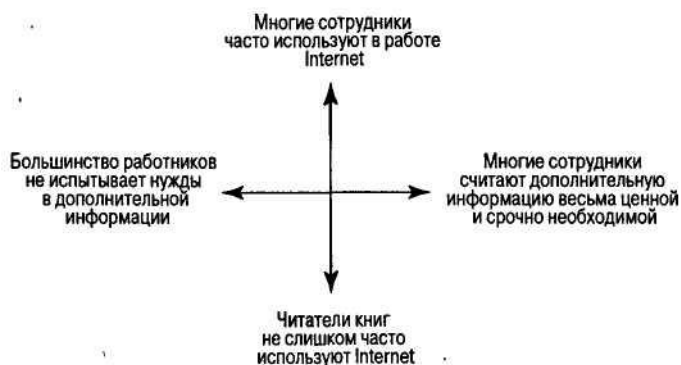 Многие сотрудники
часто используют в работе
Internet
Большинство работников
не испытывает нужды
в дополнительной
информации
Многие сотрудники
считают дополнительную
информацию весьма ценной
и срочно необходимой
Читатели книг
не слишком часто
используют Internet